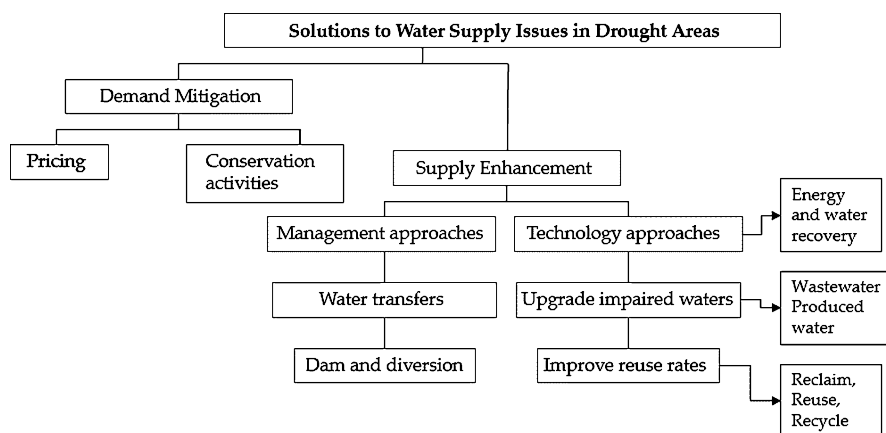 Solutions to Water Supply Issues in Drought Areas
Demand Mitigation
Pricing
Conservation
activities
Supply Enhancement
Management approaches
Technology approaches
Energy
and water
recovery
Water transfers
Upgrade impaired waters
Wastewater
Produced
water
Dam and diversion
Improve reuse rates
Reclaim,
Reuse,
Recycle